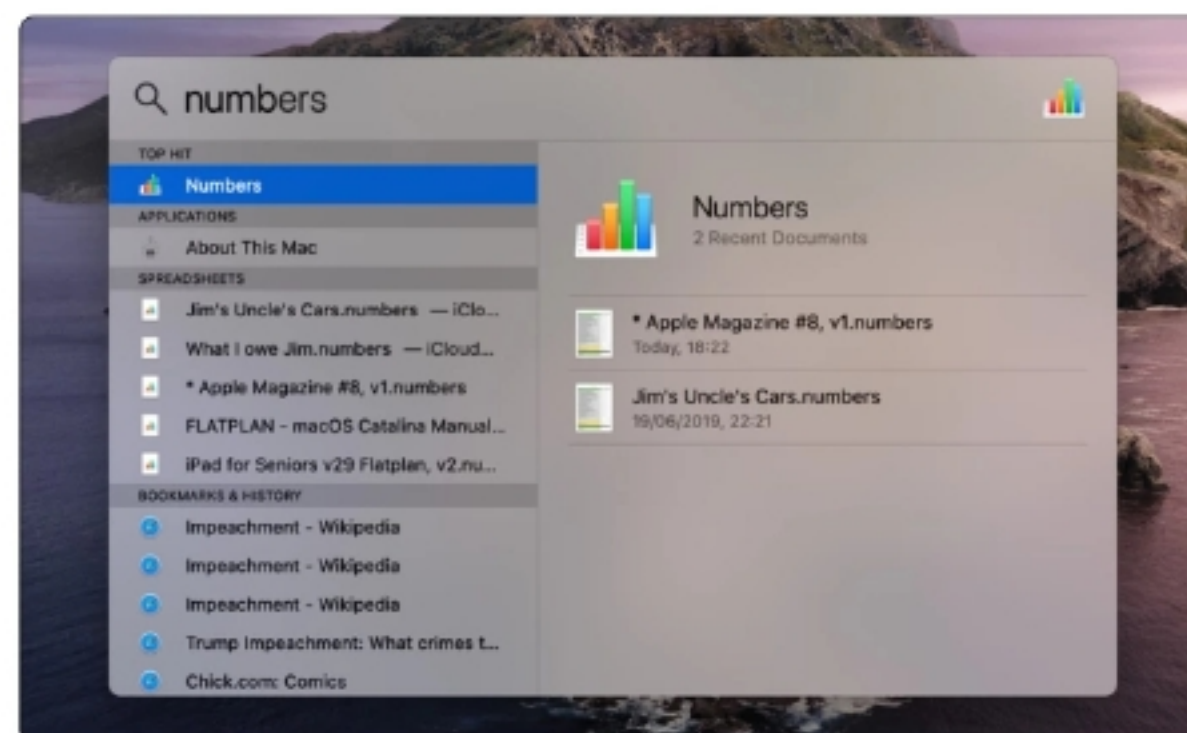 numbers
TOP HIT
Numbers
APPLICATIONS
About This Mac
SPREADSHEETS
Jim's Uncle's Cars.numbers — iClo...
What I owe Jim.numbers — iCloud...
* Apple Magazine #8, v1.numbers
FLATPLAN - macOS Catalina Manual...
iPad for Seniors v29 Flatplan, v2.nu...
BOOKMARKS & HISTORY
Impeachment - Wikipedia
Impeachment - Wikipedia
Impeachment - Wikipedia
Trump Impeachment: What crimes t...
Chick.com: Comics
Numbers
2 Recent Documents
* Apple Magazine #8, v1.numbers
Today, 18:22
Jim's Uncle's Cars.numbers
19/06/2019, 22:21